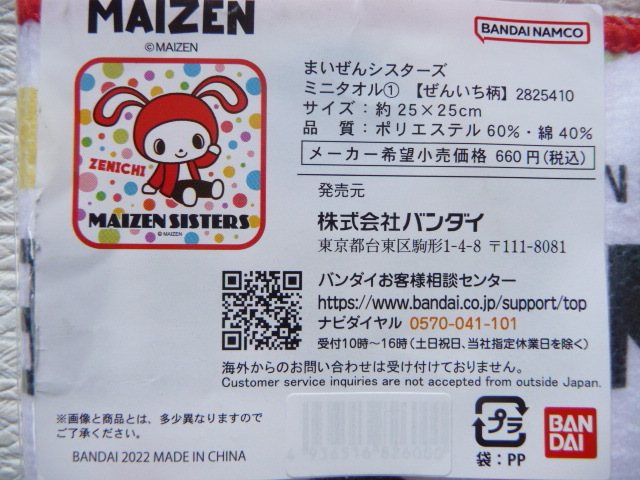 MAIZEN
©MAIZEN
BANDAI NAMCO
ZENICHI
MAIZEN SISTERS
©MAIZEN
まいぜんシスターズ
ミニタオル① 【ぜんいち柄】2825410
サイズ：約 25×25cm
品　質：ポリエステル 60%・綿 40%
メーカー希望小売価格 660円(税込)
発売元
株式会社バンダイ
東京都台東区駒形1-4-8 〒111-8081
バンダイお客様相談センター
https://www.bandai.co.jp/support/top
ナビダイヤル 0570-041-101
受付10時～16時（土日祝日、当社指定休業日を除く）
海外からのお問い合わせは受け付けておりません。
Customer service inquiries are not accepted from outside Japan.
※画像と商品とは、多少異なりますので
ご了承ください。
BANDAI 2022 MADE IN CHINA
プラ
袋：PP
BAN
DAI